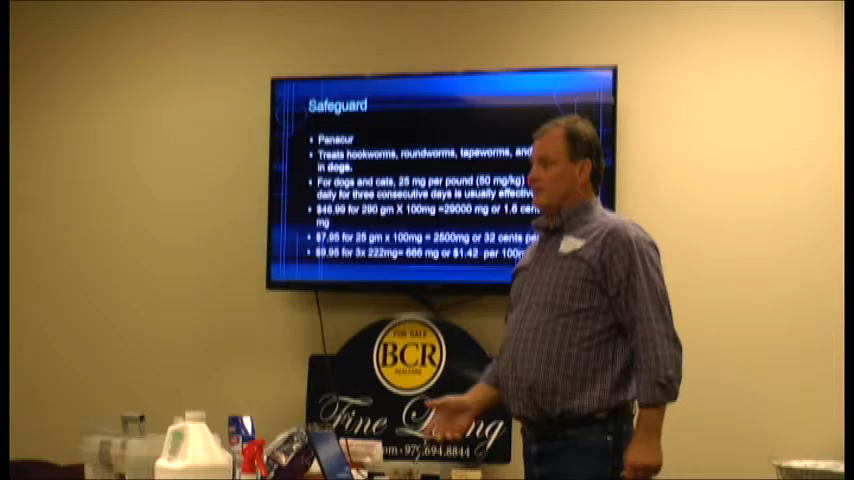 Safeguard
Panacur
Treats hookworms, roundworms, tapeworms, and
in dogs.
For dogs and cats, 25 mg per pound (50 mg/kg)
daily for three consecutive days is usually effective
$46.99 for 290 gm X 100mg =29000 mg or 1.6 cent
mg
$7.95 for 25 gm x 100mg = 2500mg or 32 cents
$9.95 for 3x 222mg= 666 mg or $1.42 per 100m
FOR SALE
BCR
REALTORS
Fine Living
.694.8844